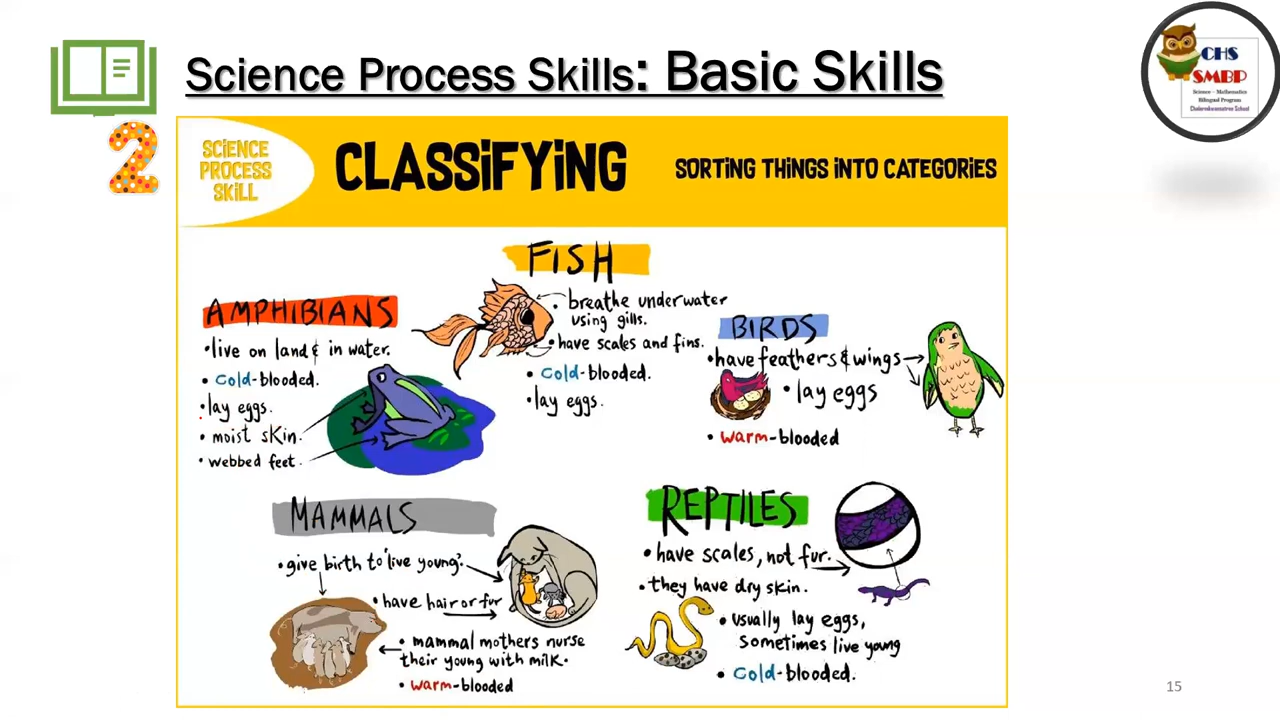 Science Process Skills: Basic Skills
CHS
SMBP
Science - Mathematics
Bilingual Program
2
SCiENCE
PROCESS
SKiLL
CLASSiFYiNG
SORTiNG THiNGS iNTO CATEGORiES
FISH
• breathe underwater
using gills.
• have scales and fins.
• Cold-blooded.
• lay eggs.
AMPHIBIANS
• live on land & in water.
• Cold-blooded.
• lay eggs.
• moist skin.
• webbed feet.
BIRDS
• have feathers & wings
• lay eggs
• warm-blooded
MAMMALS
• give birth to 'live young'.
• have hair or fur
• mammal mothers nurse
their young with milk.
• warm-blooded
REPTILES
• have scales, not fur.
• they have dry skin.
• usually lay eggs,
sometimes live young
• Cold-blooded.
15